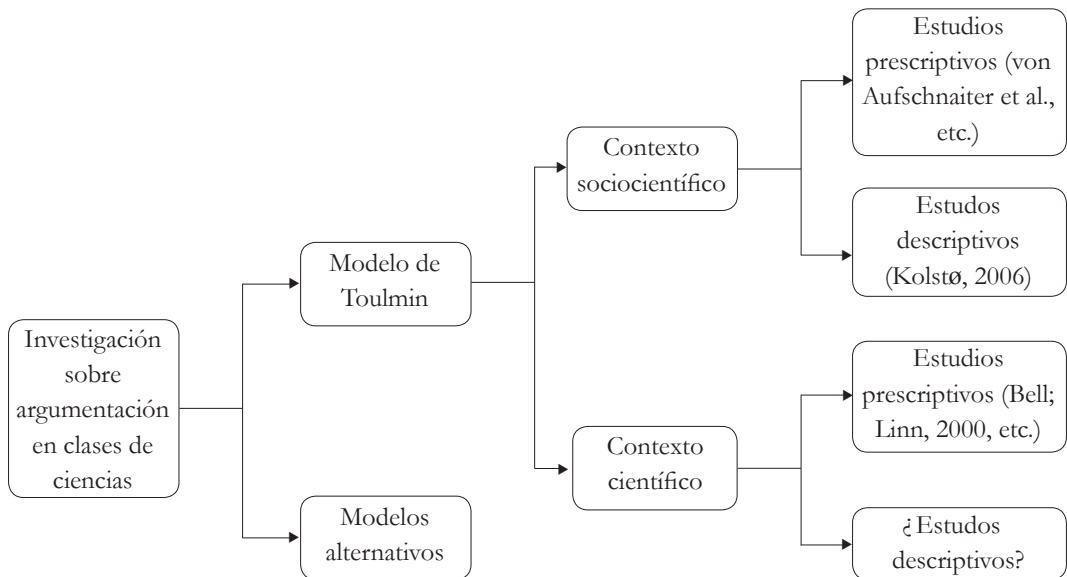 Investigación
sobre
argumentación
en clases de
ciencias
Modelo de
Toulmin
Modelos
alternativos
Contexto
sociocientífico
Contexto
científico
Estudios
prescriptivos (von
Aufschnaiter et al.,
etc.)
Estudos
descriptivos
(Kolstø, 2006)
Estudios
prescriptivos (Bell;
Linn, 2000, etc.)
¿Estudos
descriptivos?